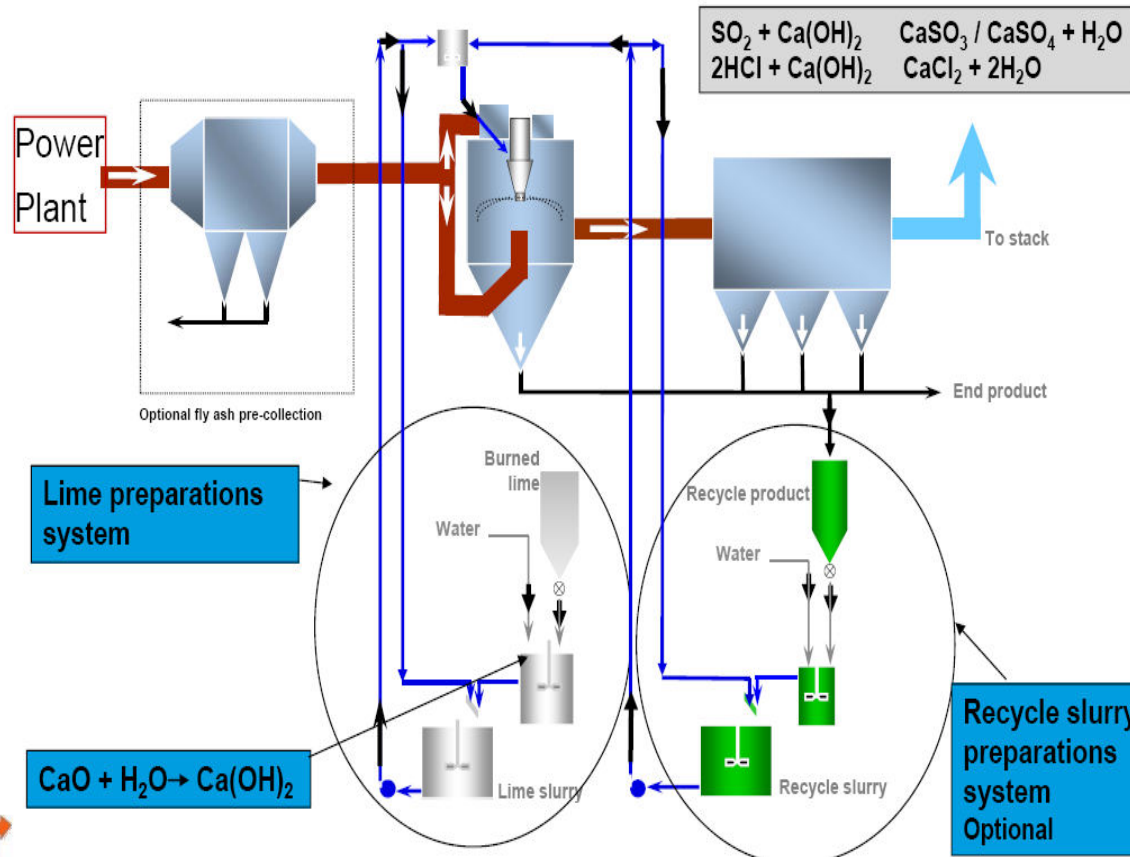 SO₂ + Ca(OH)₂ CaSO₃ / CaSO₄ + H₂O
2HCl + Ca(OH)₂ CaCl₂ + 2H₂O
Power
Plant
To stack
Optional fly ash pre-collection
End product
Lime preparations
system
Burned
lime
Water
Recycle product
Water
CaO + H₂O→ Ca(OH)₂
Lime slurry
Recycle slurry
Recycle slurry
preparations
system
Optional